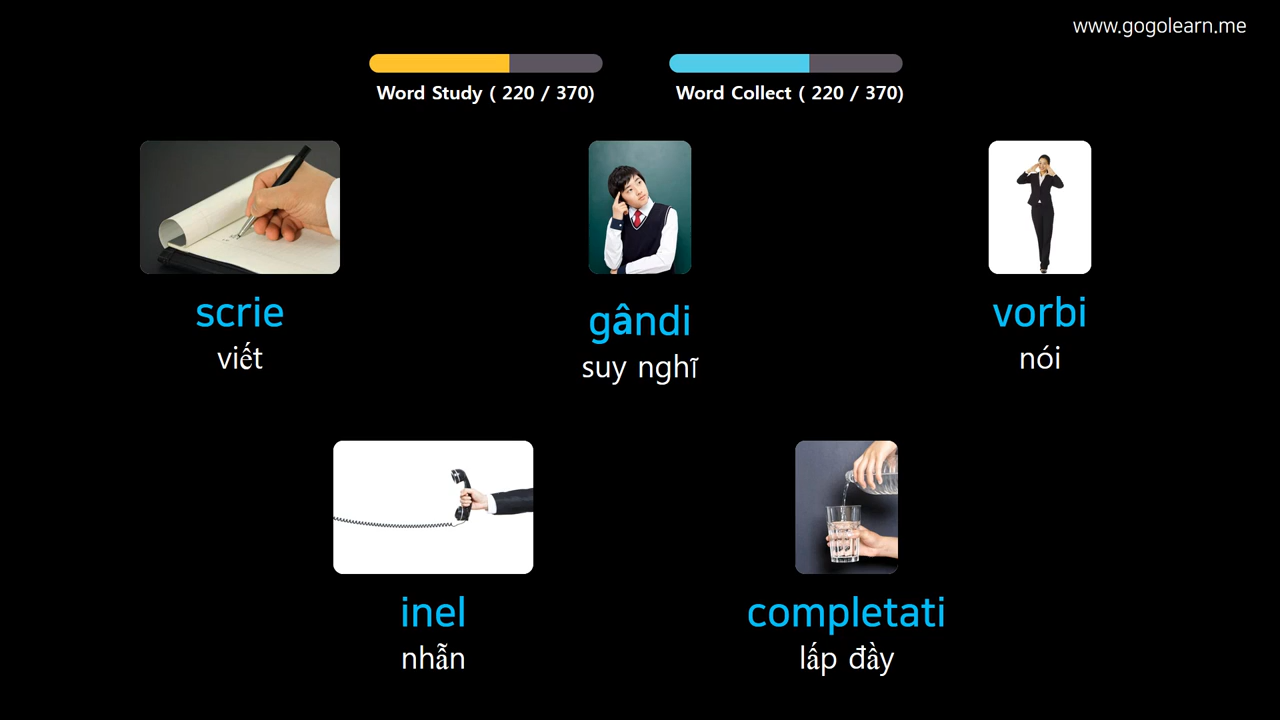 www.gogolearn.me
Word Study ( 220 / 370)
Word Collect ( 220 / 370)
scrie
viết
gândi
suy nghĩ
vorbi
nói
inel
nhẫn
completati
lấp đầy